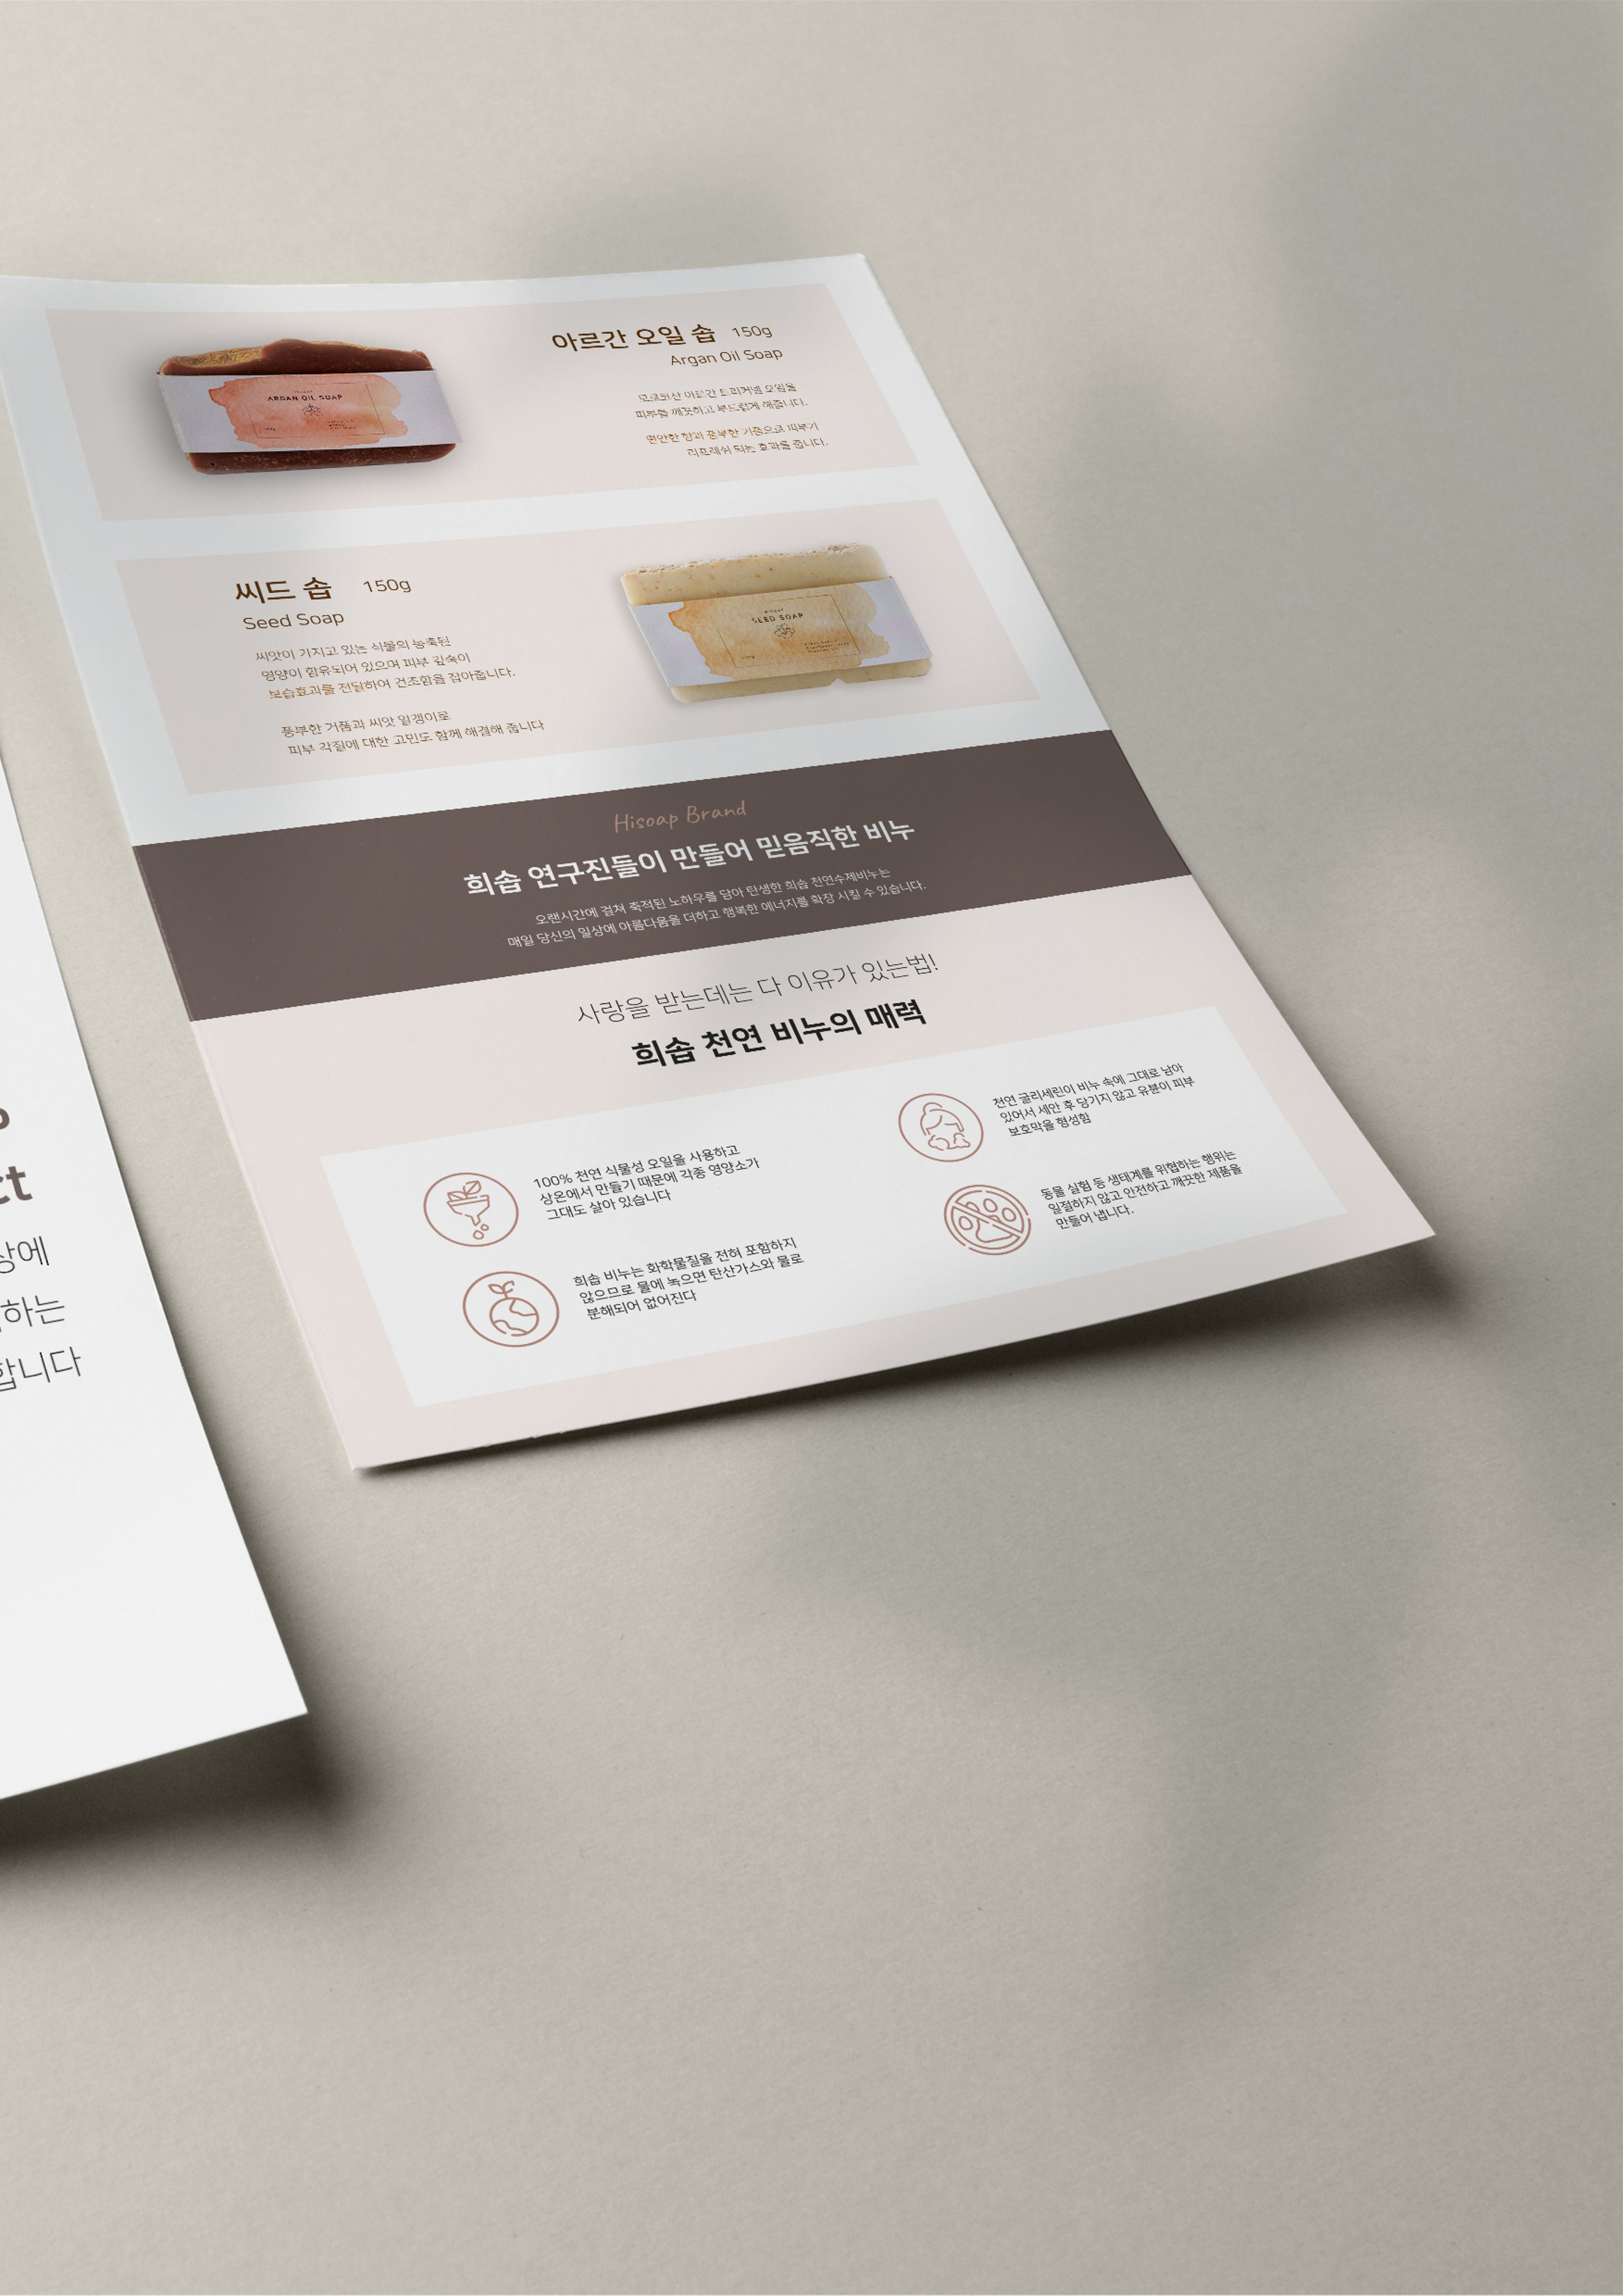 아르간 오일 솝 150g
Argan Oil Soap
피부를 깨끗하고 부드럽게 해줍니다.
편안한 향과 풍부한 거품으로 피부가
리프레쉬 되는 효과를 줍니다.
ARGAN OIL SOAP
씨드 솝 150g
Seed Soap
씨앗이 가지고 있는 식물의 농축된
영양이 함유되어 있으며 피부 깊숙이
보습효과를 전달하여 건조함을 잡아줍니다.
풍부한 거품과 씨앗 알갱이로
피부 각질에 대한 고민도 함께 해결해 줍니다
HISOAP
SEED SOAP
Hisoap Brand
희솝 연구진들이 만들어 믿음직한 비누
오랜시간에 걸쳐 축적된 노하우를 담아 탄생한 희솝 천연수제비누는
매일 당신의 일상에 아름다움을 더하고 행복한 에너지를 확장 시킬 수 있습니다.
사랑을 받는데는 다 이유가 있는법!
희솝 천연 비누의 매력
100% 천연 식물성 오일을 사용하고
상온에서 만들기 때문에 각종 영양소가
그대도 살아 있습니다
희솝 비누는 화학물질을 전혀 포함하지
않으므로 물에 녹으면 탄산가스와 물로
분해되어 없어진다
천연 글리세린이 비누 속에 그대로 남아
있어서 세안 후 당기지 않고 유분이 피부
보호막을 형성함
동물 실험 등 생태계를 위협하는 행위는
일절하지 않고 안전하고 깨끗한 제품을
만들어 냅니다.
ct
상에
하는
합니다